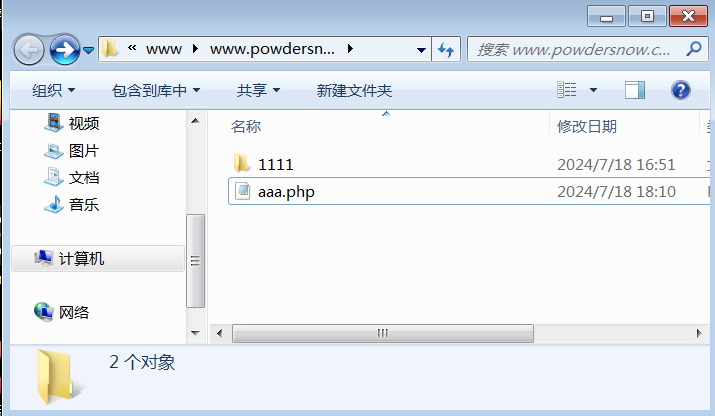 « www www.powdersn... 搜索 www.powdersnow.c...
组织 包含到库中 共享 新建文件夹
视频
图片
文档
音乐
计算机
网络
名称 修改日期
1111 2024/7/18 16:51
aaa.php 2024/7/18 18:10
2 个对象